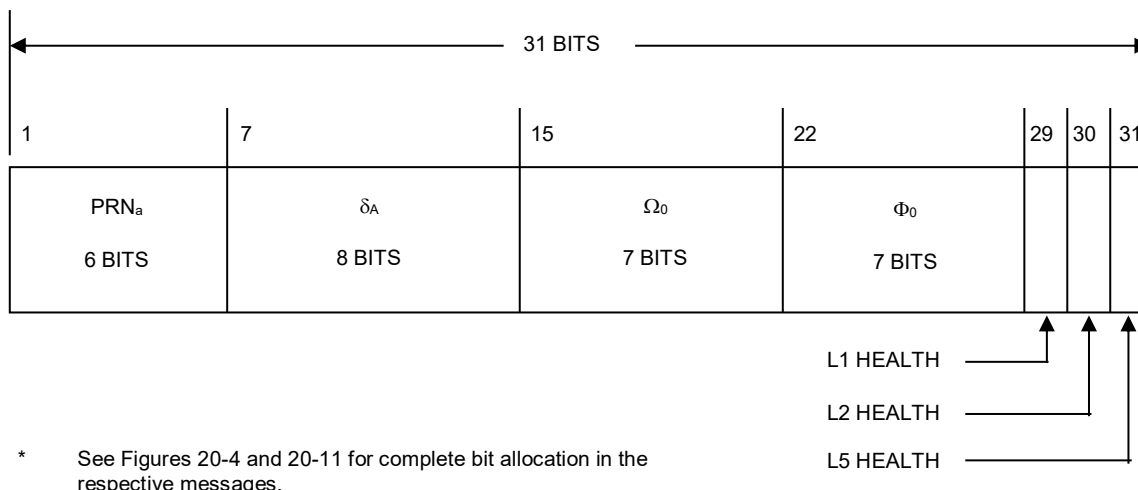 31 BITS
1 7 15 22 29 30 31
PRNa δA Ω0 Φ0
6 BITS 8 BITS 7 BITS 7 BITS
L1 HEALTH
L2 HEALTH
L5 HEALTH
* See Figures 20-4 and 20-11 for complete bit allocation in the
respective messages.